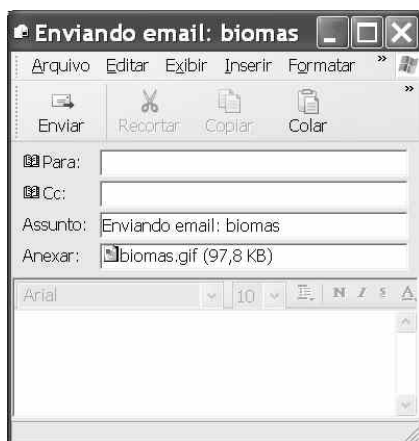 Enviando email: biomas
Arquivo Editar Exibir Inserir Formatar »
»
Enviar Recortar Copiar Colar
Para:
Cc:
Assunto: Enviando email: biomas
Anexar: biomas.gif (97,8 KB)
Arial 10 N I S A